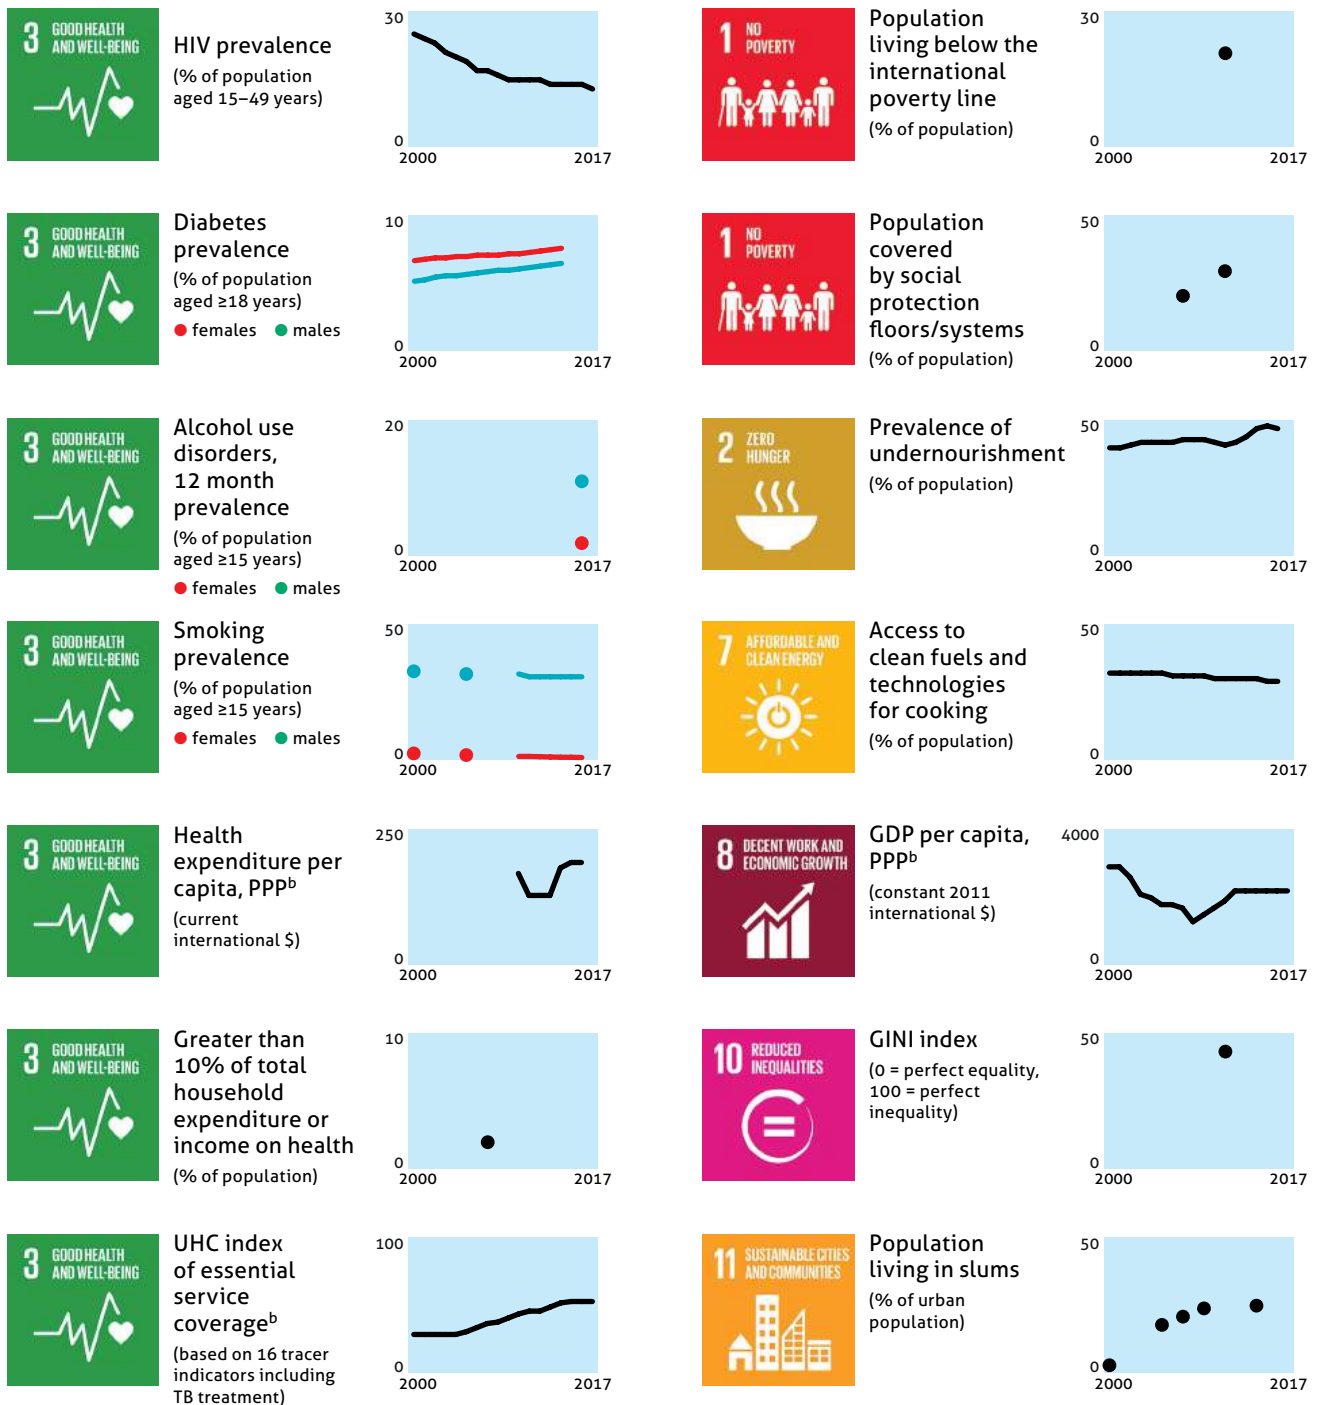 3 GOOD HEALTH
AND WELL-BEING
HIV prevalence
(% of population
aged 15–49 years)
30
0
2000 2017
3 GOOD HEALTH
AND WELL-BEING
Diabetes
prevalence
(% of population
aged ≥18 years)
females males
10
0
2000 2017
3 GOOD HEALTH
AND WELL-BEING
Alcohol use
disorders,
12 month
prevalence
(% of population
aged ≥15 years)
females males
20
0
2000 2017
3 GOOD HEALTH
AND WELL-BEING
Smoking
prevalence
(% of population
aged ≥15 years)
females males
50
0
2000 2017
3 GOOD HEALTH
AND WELL-BEING
Health
expenditure per
capita, PPPᵇ
(current
international $)
250
0
2000 2017
3 GOOD HEALTH
AND WELL-BEING
Greater than
10% of total
household
expenditure or
income on health
(% of population)
10
0
2000 2017
3 GOOD HEALTH
AND WELL-BEING
UHC index
of essential
service
coverageᵇ
(based on 16 tracer
indicators including
TB treatment)
100
0
2000 2017
1 NO
POVERTY
Population
living below the
international
poverty line
(% of population)
30
0
2000 2017
1 NO
POVERTY
Population
covered
by social
protection
floors/systems
(% of population)
50
0
2000 2017
2 ZERO
HUNGER
Prevalence of
undernourishment
(% of population)
50
0
2000 2017
7 AFFORDABLE AND
CLEAN ENERGY
Access to
clean fuels and
technologies
for cooking
(% of population)
50
0
2000 2017
8 DECENT WORK AND
ECONOMIC GROWTH
GDP per capita,
PPPᵇ
(constant 2011
international $)
4000
0
2000 2017
10 REDUCED
INEQUALITIES
GINI index
(0 = perfect equality,
100 = perfect
inequality)
50
0
2000 2017
11 SUSTAINABLE CITIES
AND COMMUNITIES
Population
living in slums
(% of urban
population)
50
0
2000 2017